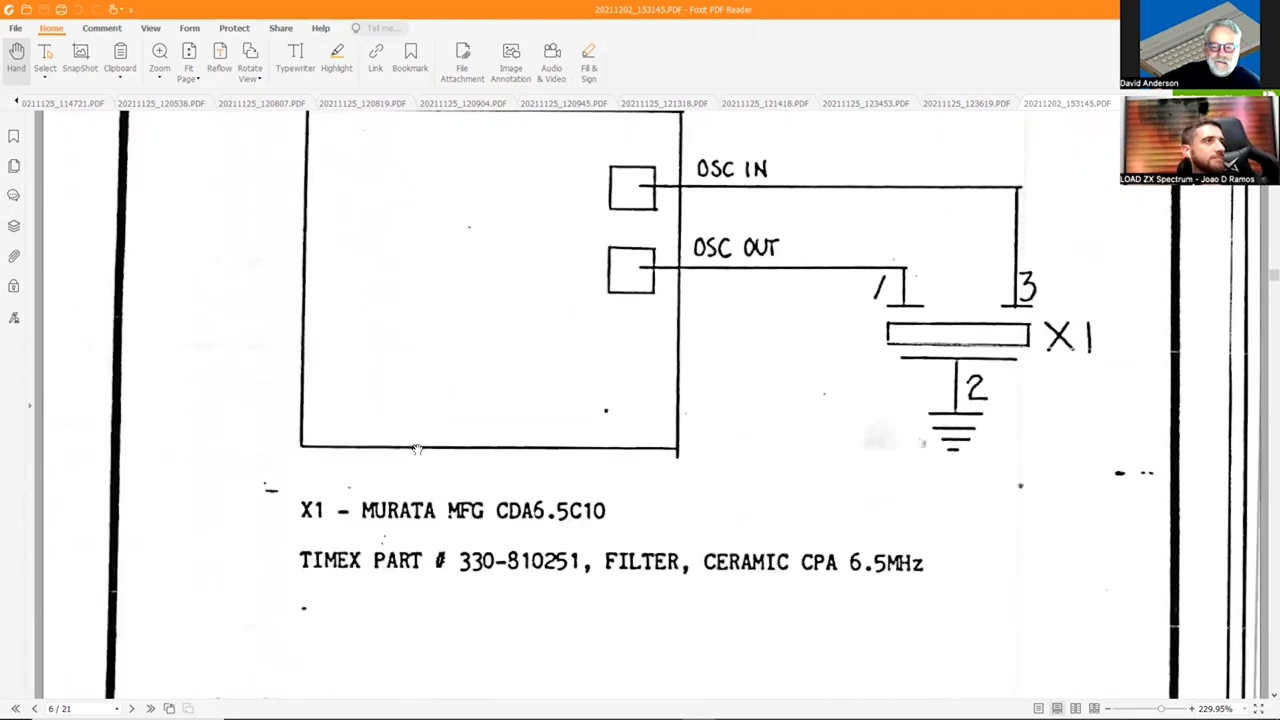 20211202_153145.PDF - Foxit PDF Reader
File Home Comment View Form Protect Share Help Tell me...
Hand Select SnapShot Clipboard Zoom Fit Page Reflow Rotate View Typewriter Highlight Link Bookmark File Attachment Image Annotation Audio & Video Fill & Sign
David Anderson
0211125_114721.PDF 20211125_120538.PDF 20211125_120807.PDF 20211125_120819.PDF 20211125_120904.PDF 20211125_120945.PDF 20211125_121318.PDF 20211125_121418.PDF 20211125_123453.PDF 20211125_123619.PDF 20211202_153145.PDF
LOAD ZX Spectrum - Joao D Ramos
OSC IN
OSC OUT
1
3
X1
2
X1 - MURATA MFG CDA6.5C10
TIMEX PART # 330-810251, FILTER, CERAMIC CPA 6.5MHz
6 / 21
229.95%